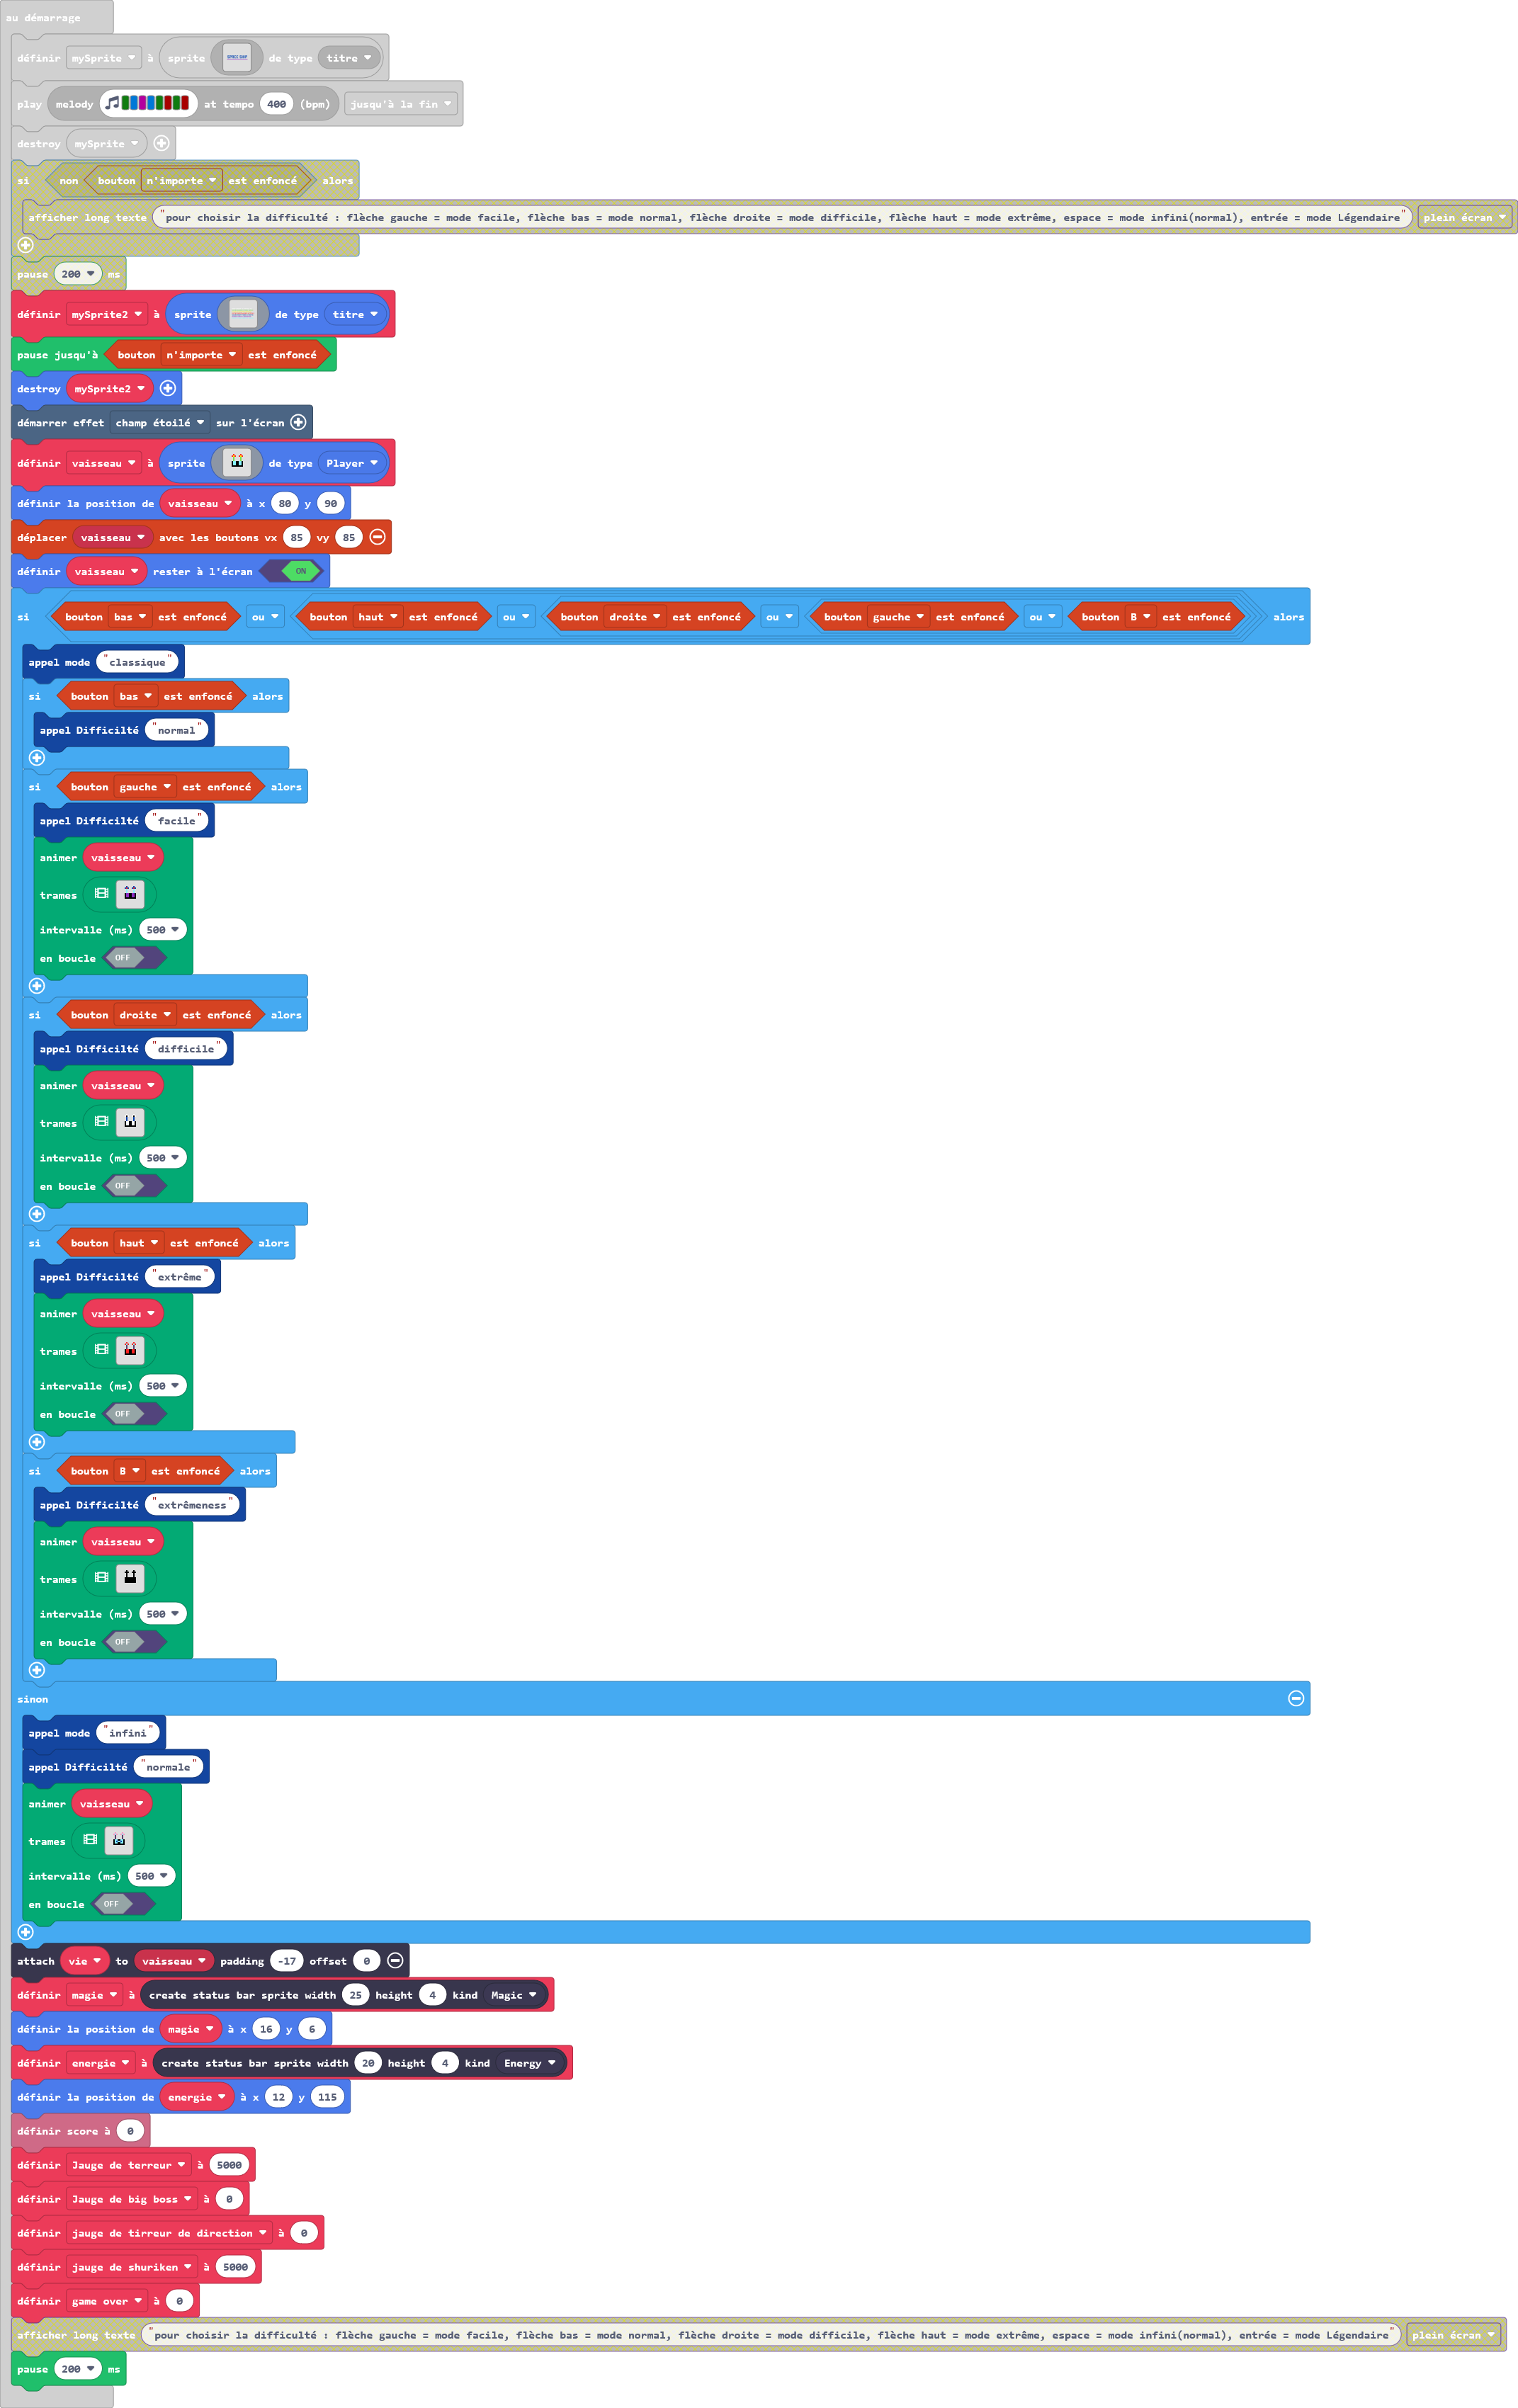 au démarrage
définir mySprite à sprite SPACE SHIP de type titre
play melody at tempo 400 (bpm) jusqu'à la fin
destroy mySprite
si non bouton n'importe est enfoncé alors
afficher long texte "pour choisir la difficulté : flèche gauche = mode facile, flèche bas = mode normal, flèche droite = mode difficile, flèche haut = mode extrême, espace = mode infini(normal), entrée = mode Légendaire" plein écran
pause 200 ms
définir mySprite2 à sprite de type titre
pause jusqu'à bouton n'importe est enfoncé
destroy mySprite2
démarrer effet champ étoilé sur l'écran
définir vaisseau à sprite de type Player
définir la position de vaisseau à x 80 y 90
déplacer vaisseau avec les boutons vx 85 vy 85
définir vaisseau rester à l'écran ON
si bouton bas est enfoncé ou bouton haut est enfoncé ou bouton droite est enfoncé ou bouton gauche est enfoncé ou bouton B est enfoncé alors
appel mode "classique"
si bouton bas est enfoncé alors
appel Difficilté "normal"
si bouton gauche est enfoncé alors
appel Difficilté "facile"
animer vaisseau
trames
intervalle (ms) 500
en boucle OFF
si bouton droite est enfoncé alors
appel Difficilté "difficile"
animer vaisseau
trames
intervalle (ms) 500
en boucle OFF
si bouton haut est enfoncé alors
appel Difficilté "extrême"
animer vaisseau
trames
intervalle (ms) 500
en boucle OFF
si bouton B est enfoncé alors
appel Difficilté "extrêmeness"
animer vaisseau
trames
intervalle (ms) 500
en boucle OFF
sinon
appel mode "infini"
appel Difficilté "normale"
animer vaisseau
trames
intervalle (ms) 500
en boucle OFF
attach vie to vaisseau padding -17 offset 0
définir magie à create status bar sprite width 25 height 4 kind Magic
définir la position de magie à x 16 y 6
définir energie à create status bar sprite width 20 height 4 kind Energy
définir la position de energie à x 12 y 115
définir score à 0
définir Jauge de terreur à 5000
définir Jauge de big boss à 0
définir jauge de tirreur de direction à 0
définir jauge de shuriken à 5000
définir game over à 0
afficher long texte "pour choisir la difficulté : flèche gauche = mode facile, flèche bas = mode normal, flèche droite = mode difficile, flèche haut = mode extrême, espace = mode infini(normal), entrée = mode Légendaire" plein écran
pause 200 ms